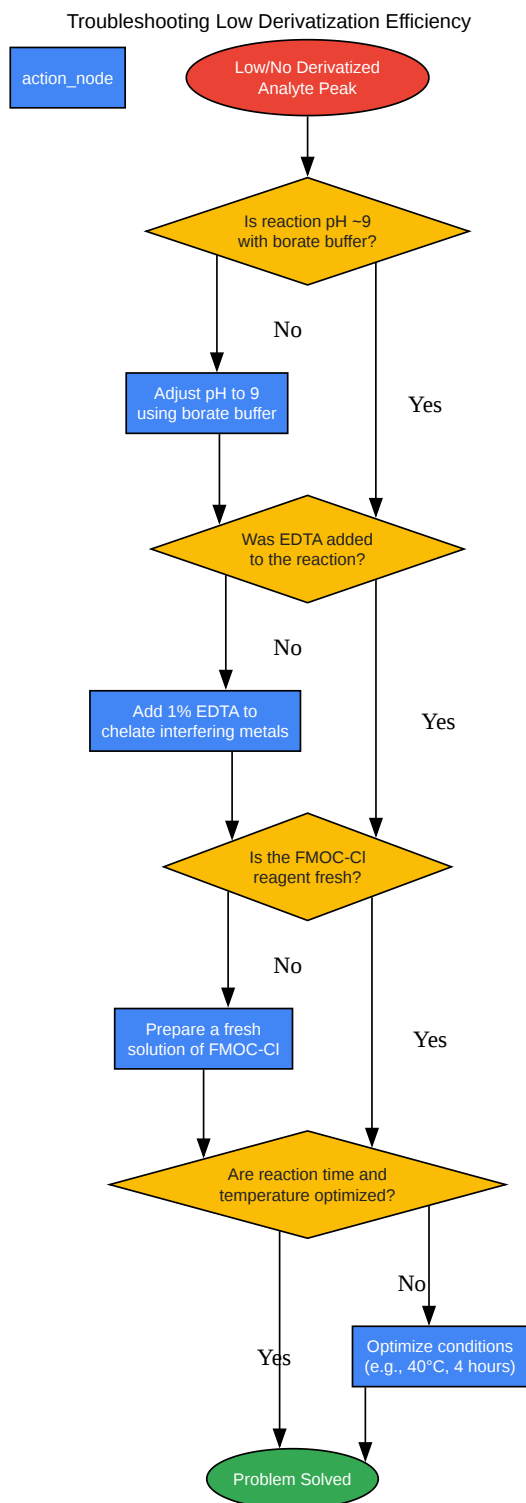 Troubleshooting Low Derivatization Efficiency
action_node
Low/No Derivatized
Analyte Peak
Is reaction pH ~9
with borate buffer?
No
Adjust pH to 9
using borate buffer
Yes
Was EDTA added
to the reaction?
No
Add 1% EDTA to
chelate interfering metals
Yes
Is the FMOC-Cl
reagent fresh?
No
Prepare a fresh
solution of FMOC-Cl
Yes
Are reaction time and
temperature optimized?
No
Optimize conditions
(e.g., 40°C, 4 hours)
Yes
Problem Solved